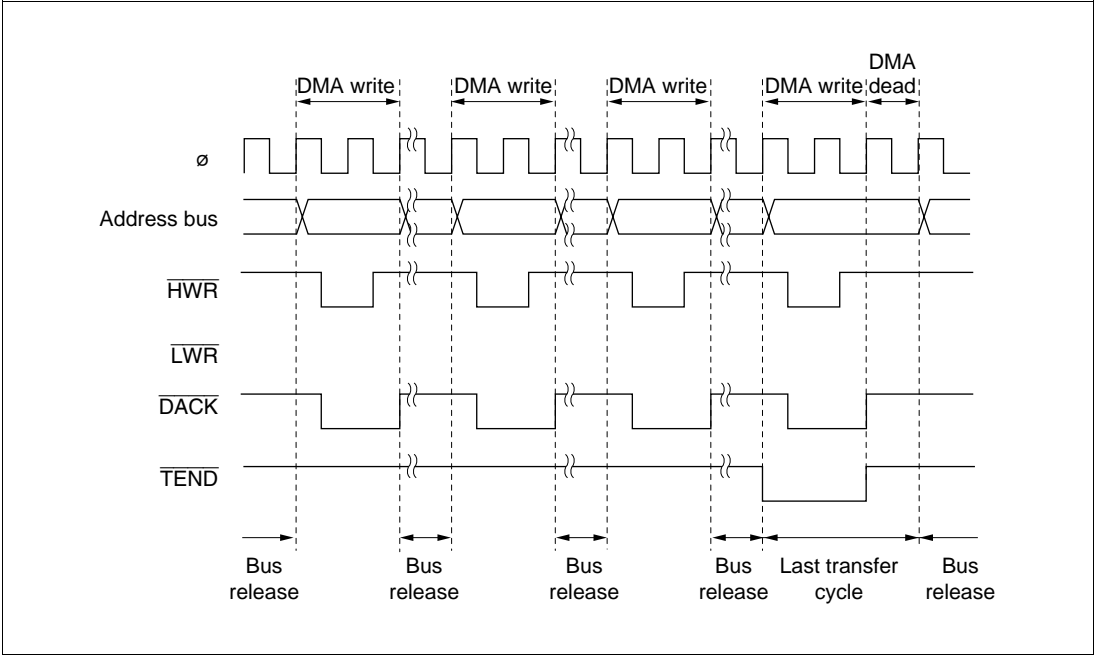 DMA
DMA write DMA write DMA write DMA write dead
ø
Address bus
HWR
LWR
DACK
TEND
Bus release
Bus release
Bus release
Bus release
Last transfer cycle
Bus release